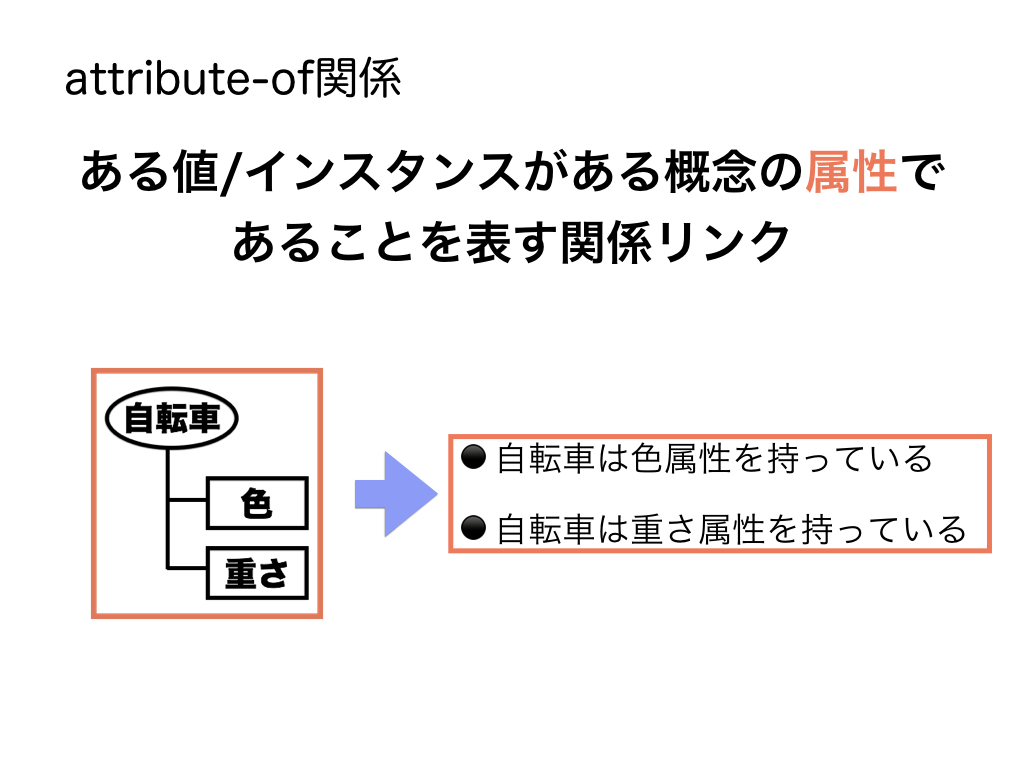 attribute-of関係
ある値/インスタンスがある概念の属性で
あることを表す関係リンク
自転車
色
重さ
● 自転車は色属性を持っている
● 自転車は重さ属性を持っている